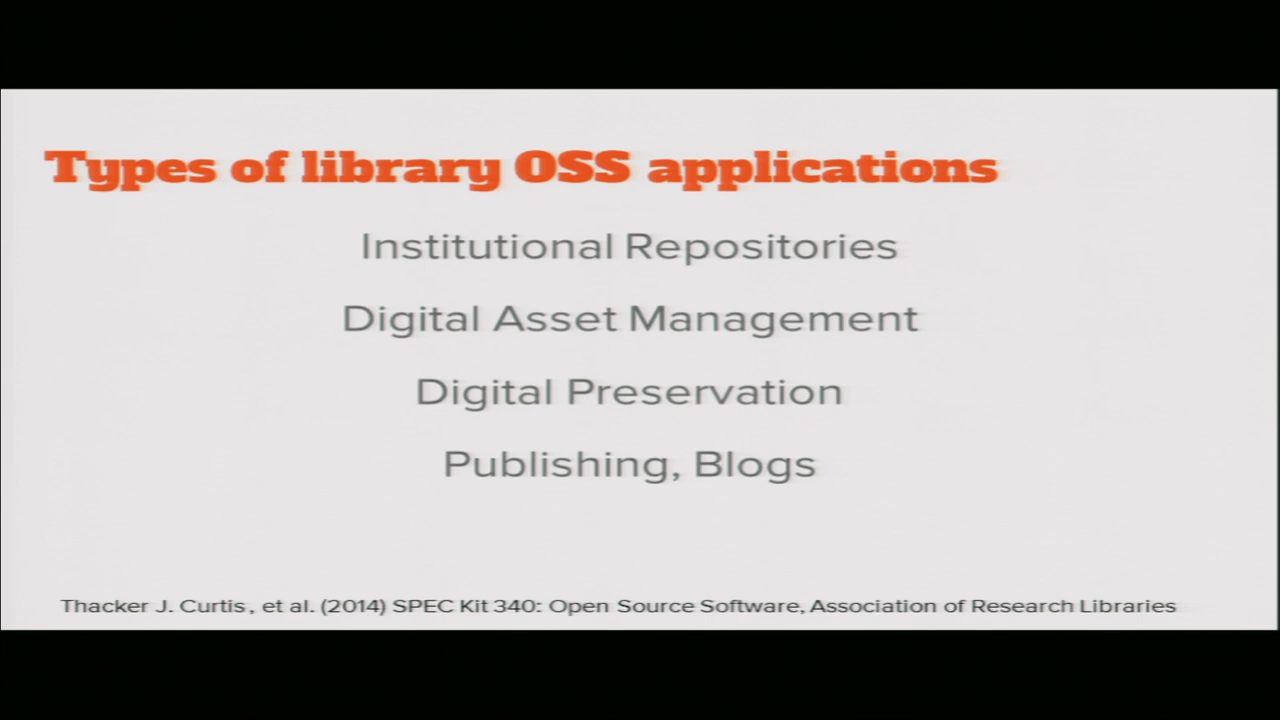 Types of library OSS applications
Institutional Repositories
Digital Asset Management
Digital Preservation
Publishing, Blogs
Thacker J. Curtis, et al. (2014) SPEC Kit 340: Open Source Software, Association of Research Libraries